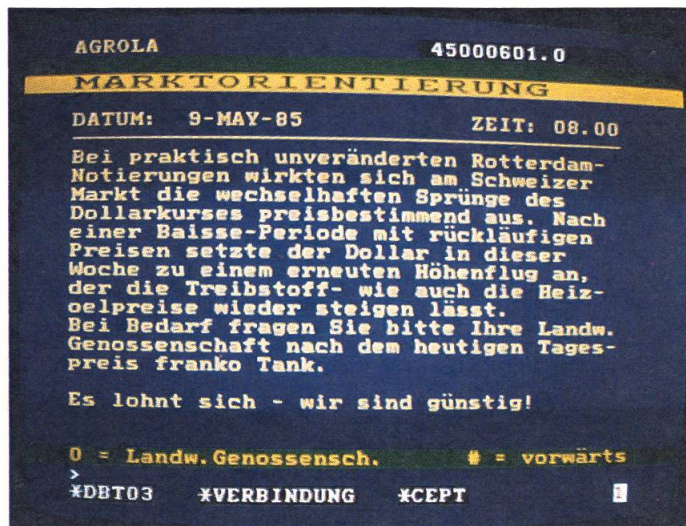 AGROLA 45000601.0
MARKTORIENTIERUNG
DATUM: 9-MAY-85 ZEIT: 08.00
Bei praktisch unveränderten Rotterdam-
Notierungen wirkten sich am Schweizer
Markt die wechselhaften Sprünge des
Dollarkurses preisbestimmend aus. Nach
einer Baisse-Periode mit rückläufigen
Preisen setzte der Dollar in dieser
Woche zu einem erneuten Höhenflug an,
der die Treibstoff- wie auch die Heiz-
oelpreise wieder steigen lässt.
Bei Bedarf fragen Sie bitte Ihre Landw.
Genossenschaft nach dem heutigen Tages-
preis franko Tank.
Es lohnt sich - wir sind günstig!
0 = Landw.Genossensch. # = vorwärts
>
*DBT03 *VERBINDUNG *CEPT 1